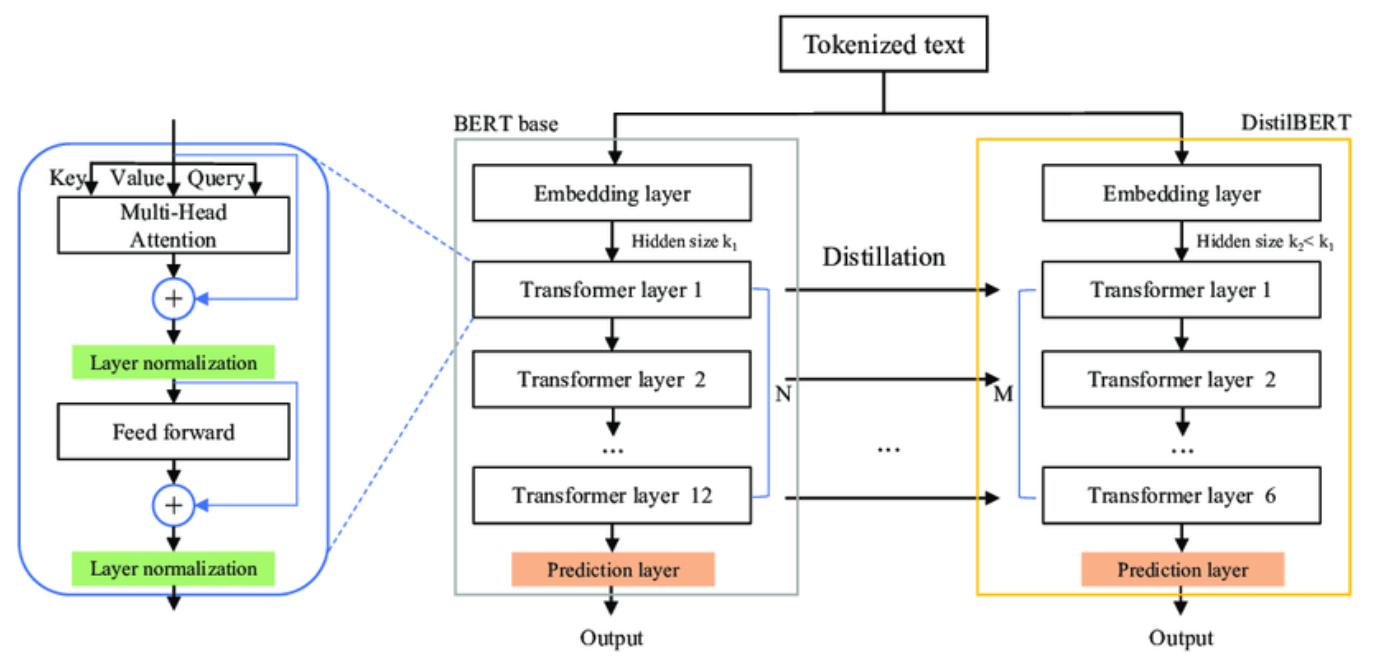 Tokenized text
BERT base
DistilBERT
Key Value Query
Multi-Head
Attention
+
Layer normalization
Feed forward
+
Layer normalization
Embedding layer
Hidden size k₁
Transformer layer 1
Transformer layer 2
...
Transformer layer 12
N
Prediction layer
Output
Distillation
...
Embedding layer
Hidden size k₂< k₁
Transformer layer 1
Transformer layer 2
M
...
Transformer layer 6
Prediction layer
Output